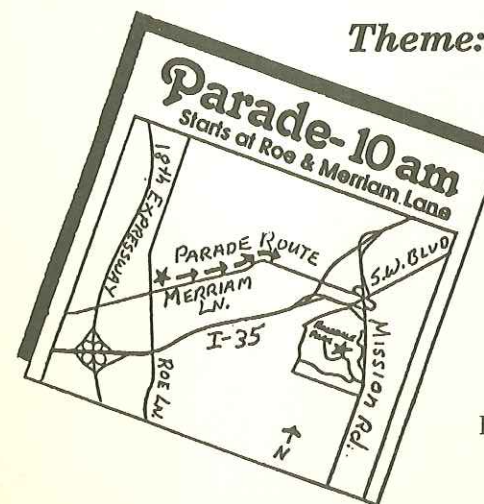 Theme:
Parade-10 am
Starts at Roe & Merriam Lane
18th EXPRESSWAY
PARADE ROUTE
S.W. BLVD
MERRIAM
LN.
I-35
MISSION Rd.
ROE LN.
N